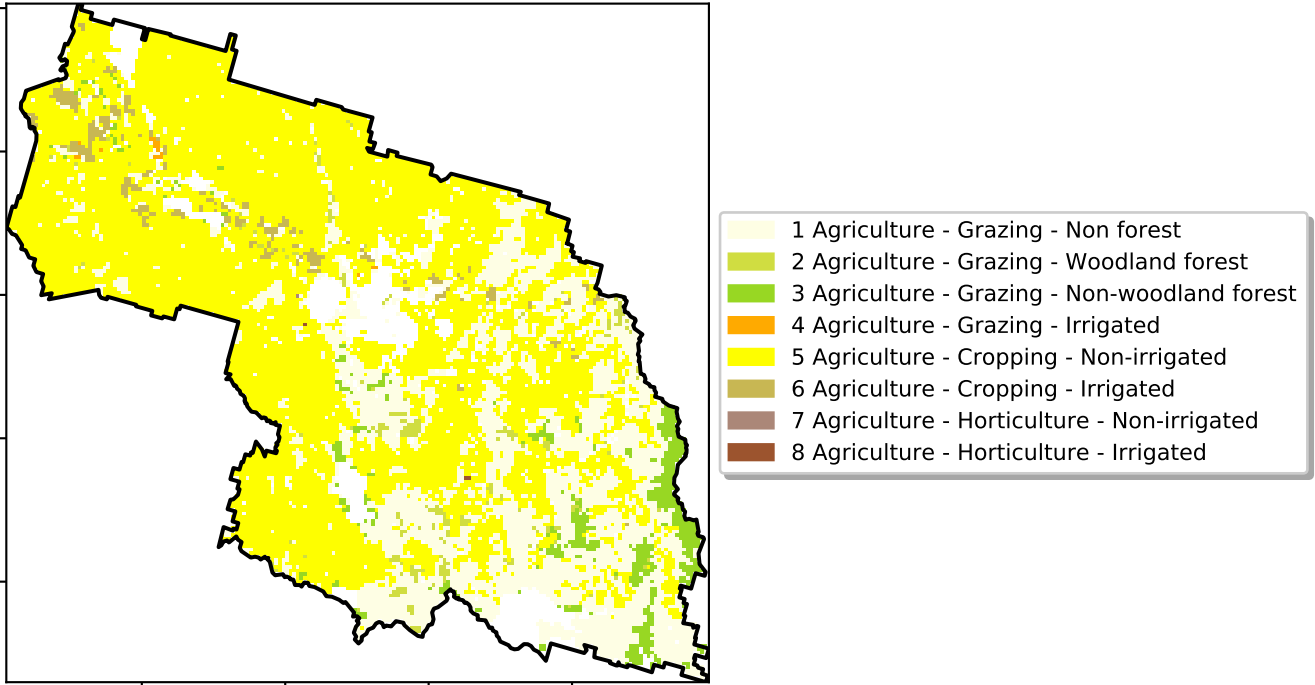 1 Agriculture - Grazing - Non forest
2 Agriculture - Grazing - Woodland forest
3 Agriculture - Grazing - Non-woodland forest
4 Agriculture - Grazing - Irrigated
5 Agriculture - Cropping - Non-irrigated
6 Agriculture - Cropping - Irrigated
7 Agriculture - Horticulture - Non-irrigated
8 Agriculture - Horticulture - Irrigated